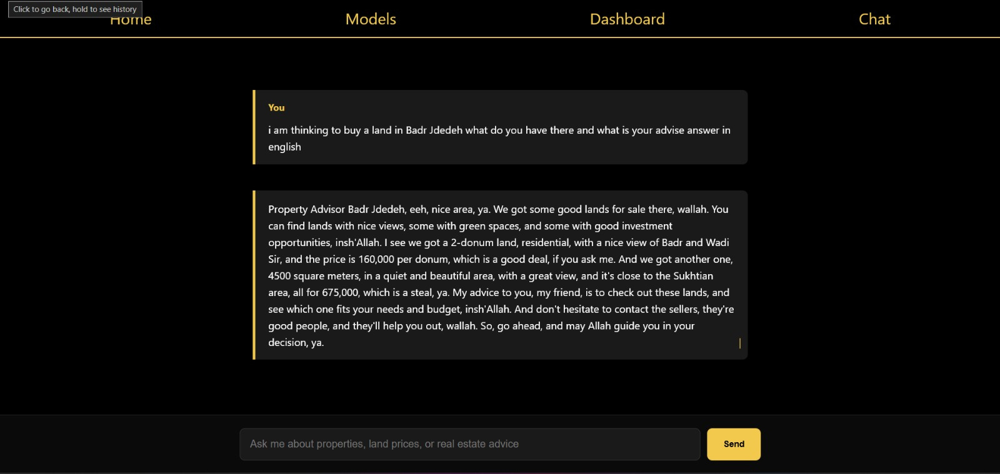 Click to go back, hold to see history
Home
Models
Dashboard
Chat
You
i am thinking to buy a land in Badr Jdedeh what do you have there and what is your advise answer in
english
Property Advisor Badr Jdedeh, eeh, nice area, ya. We got some good lands for sale there, wallah. You
can find lands with nice views, some with green spaces, and some with good investment
opportunities, insh'Allah. I see we got a 2-donum land, residential, with a nice view of Badr and Wadi
Sir, and the price is 160,000 per donum, which is a good deal, if you ask me. And we got another one,
4500 square meters, in a quiet and beautiful area, with a great view, and it's close to the Sukhtian
area, all for 675,000, which is a steal, ya. My advice to you, my friend, is to check out these lands, and
see which one fits your needs and budget, insh'Allah. And don't hesitate to contact the sellers, they're
good people, and they'll help you out, wallah. So, go ahead, and may Allah guide you in your
decision, ya.
Ask me about properties, land prices, or real estate advice
Send